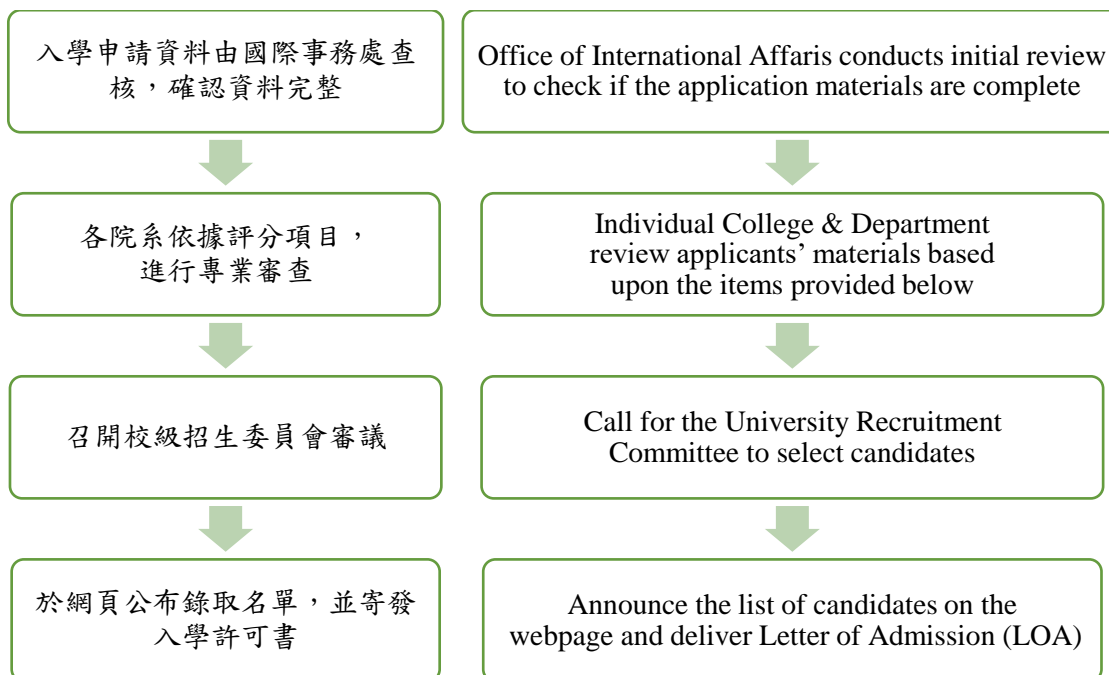 入學申請資料由國際事務處查
核，確認資料完整
Office of International Affaris conducts initial review
to check if the application materials are complete
各院系依據評分項目，
進行專業審查
Individual College & Department
review applicants’ materials based
upon the items provided below
召開校級招生委員會審議
Call for the University Recruitment
Committee to select candidates
於網頁公布錄取名單，並寄發
入學許可書
Announce the list of candidates on the
webpage and deliver Letter of Admission (LOA)